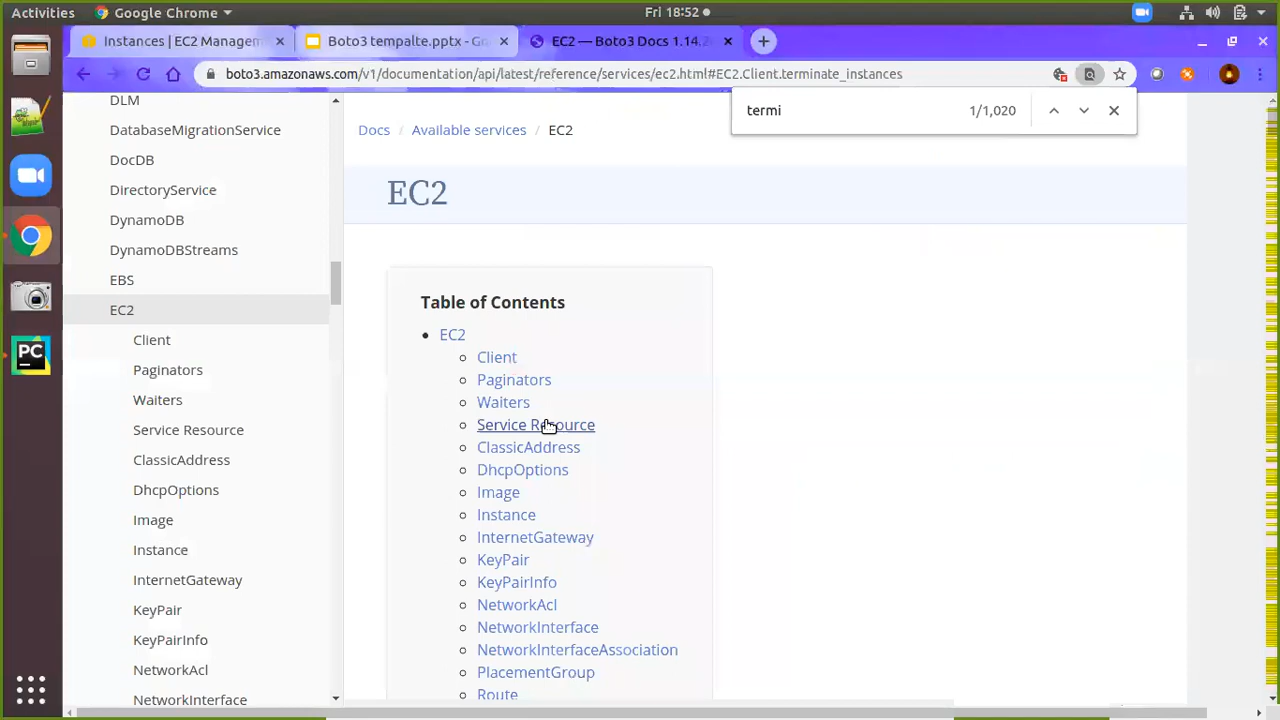 Activities
Google Chrome
Fri 18:52
Instances | EC2 Managem
Boto3 tempalte.pptx - Go
EC2 — Boto3 Docs 1.14.2
boto3.amazonaws.com/v1/documentation/api/latest/reference/services/ec2.html#EC2.Client.terminate_instances
termi
1/1,020
DLM
DatabaseMigrationService
DocDB
DirectoryService
DynamoDB
DynamoDBStreams
EBS
EC2
Client
Paginators
Waiters
Service Resource
ClassicAddress
DhcpOptions
Image
Instance
InternetGateway
KeyPair
KeyPairInfo
NetworkAcl
NetworkInterface
Docs / Available services / EC2
EC2
Table of Contents
EC2
Client
Paginators
Waiters
Service Resource
ClassicAddress
DhcpOptions
Image
Instance
InternetGateway
KeyPair
KeyPairInfo
NetworkAcl
NetworkInterface
NetworkInterfaceAssociation
PlacementGroup
Route
PC